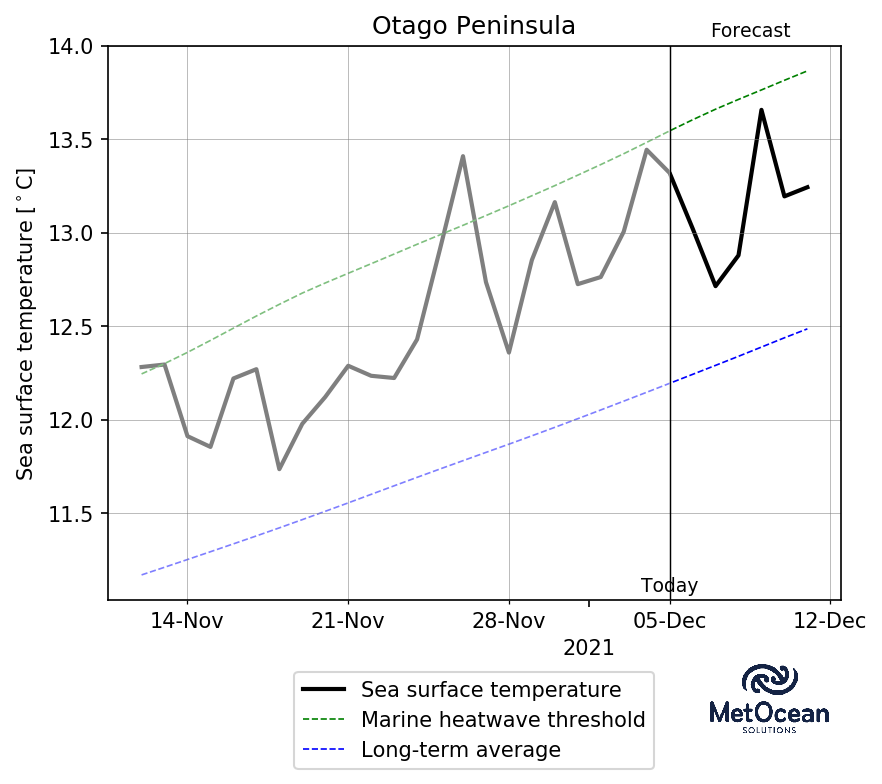 Otago Peninsula
Forecast
Sea surface temperature [°C]
14.0
13.5
13.0
12.5
12.0
11.5
Today
14-Nov 21-Nov 28-Nov 05-Dec 12-Dec
2021
Sea surface temperature
Marine heatwave threshold
Long-term average
MetOcean
SOLUTIONS